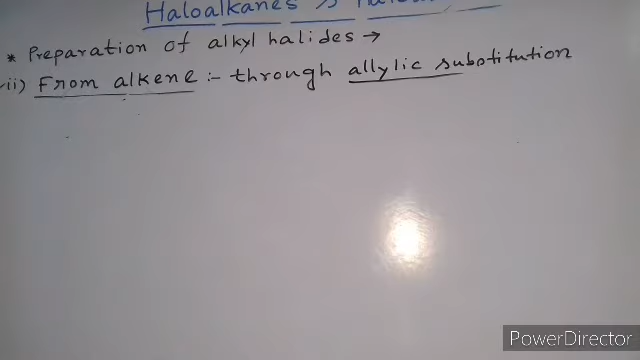 Haloalkanes
* Preparation of alkyl halides →
ii) From alkene :- through allylic substitution
PowerDirector